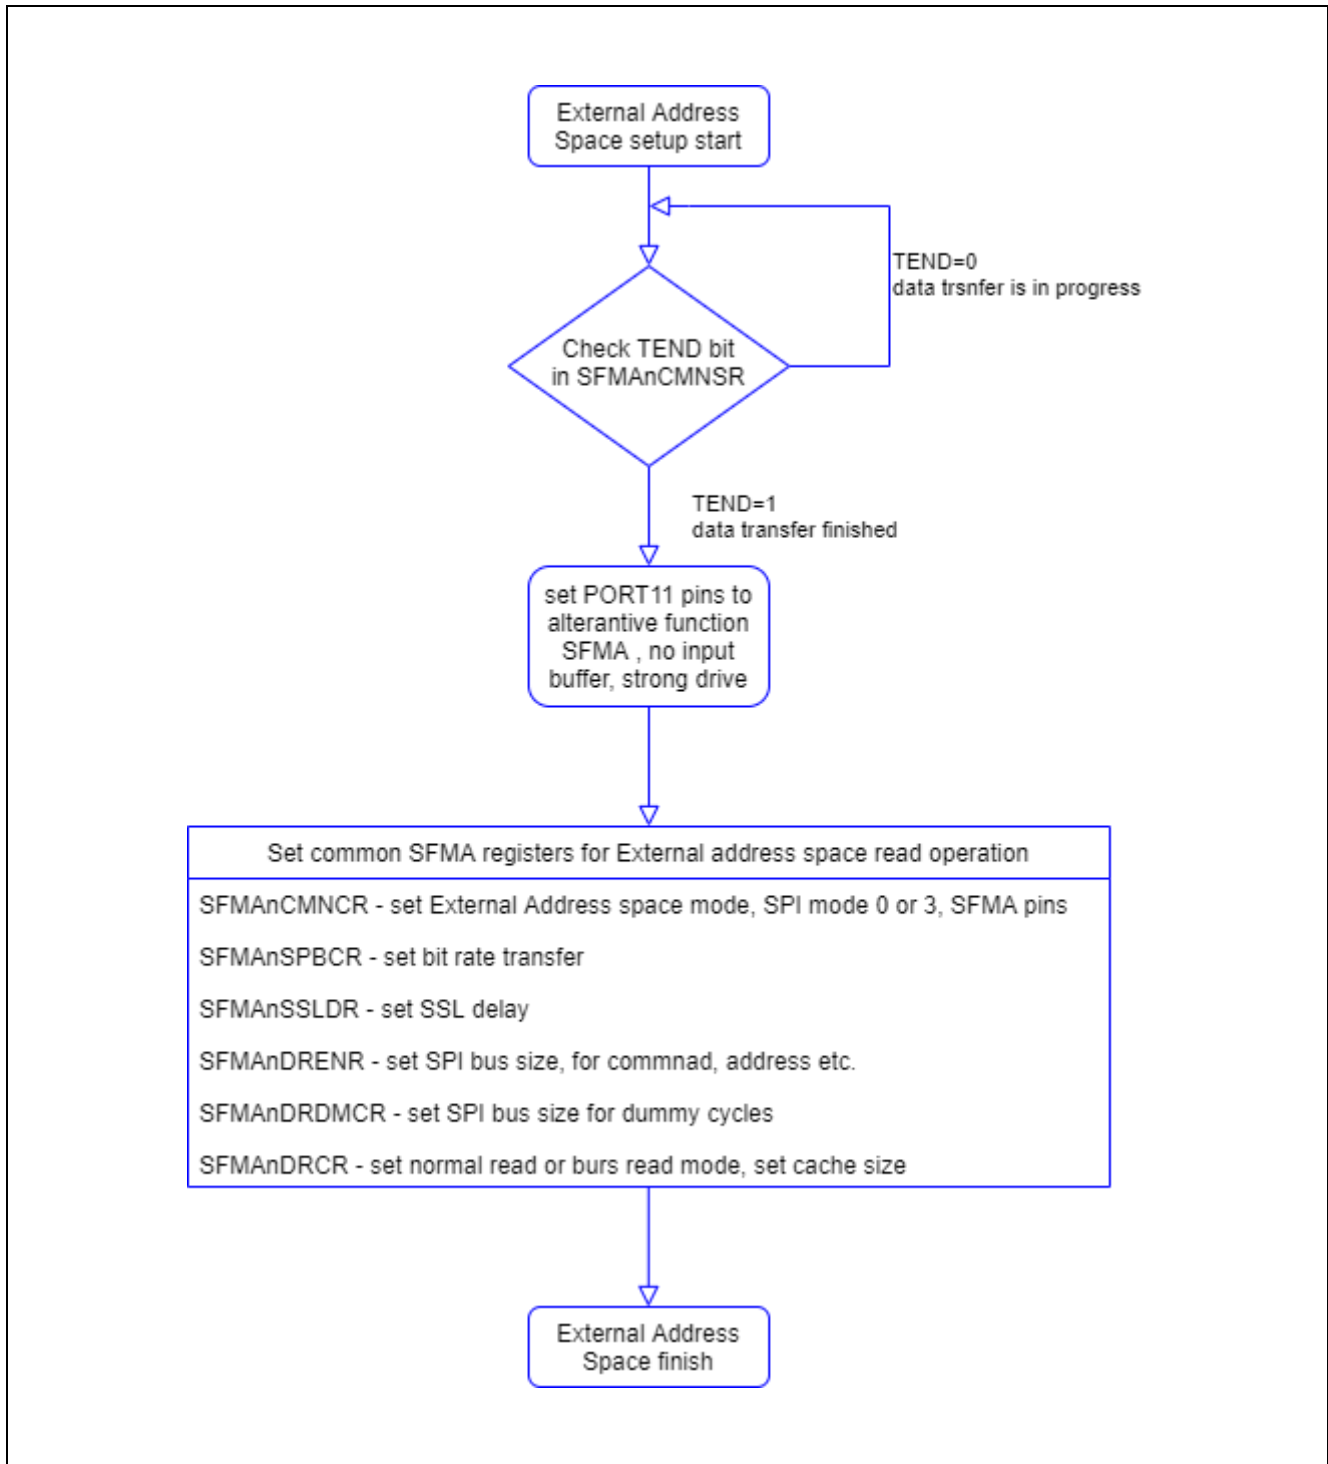 External Address
Space setup start
TEND=0
data trsnfer is in progress
Check TEND bit
in SFMAnCMNSR
TEND=1
data transfer finished
set PORT11 pins to
alterantive function
SFMA , no input
buffer, strong drive
Set common SFMA registers for External address space read operation
SFMAnCMNCR - set External Address space mode, SPI mode 0 or 3, SFMA pins
SFMAnSPBCR - set bit rate transfer
SFMAnSSLDR - set SSL delay
SFMAnDRENR - set SPI bus size, for commnad, address etc.
SFMAnDRDMCR - set SPI bus size for dummy cycles
SFMAnDRCR - set normal read or burs read mode, set cache size
External Address
Space finish